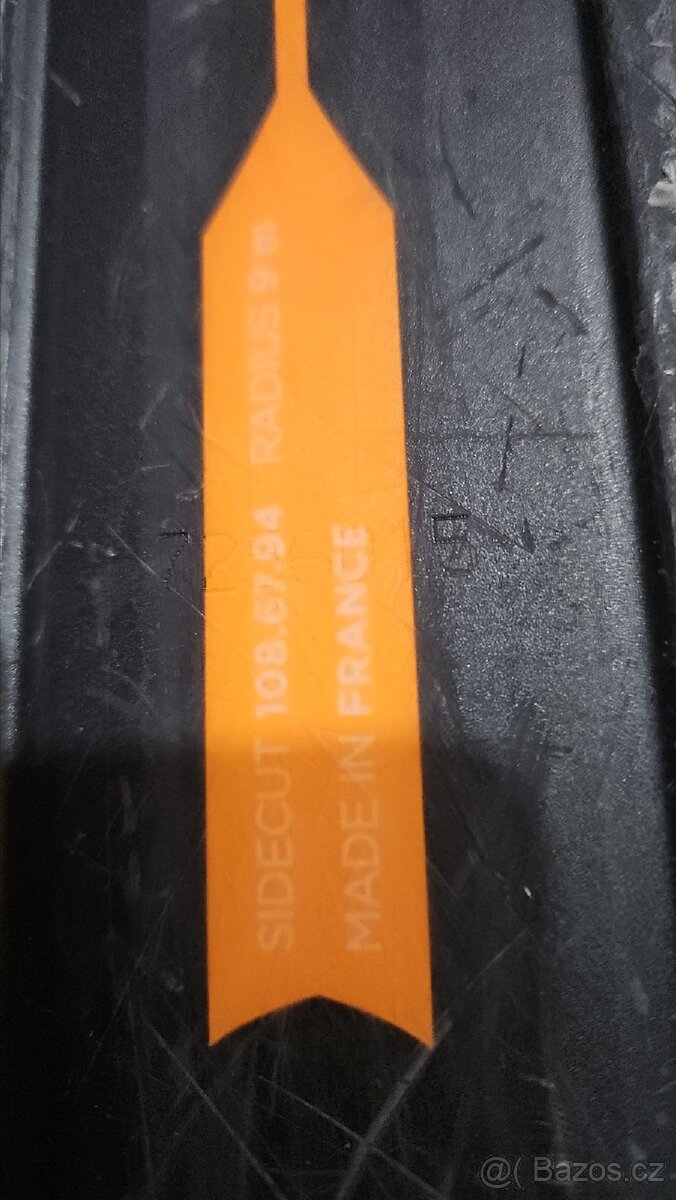 SIDECUT 108.67.94 RADIUS 9 m
MADE IN FRANCE
@( Bazos.cz